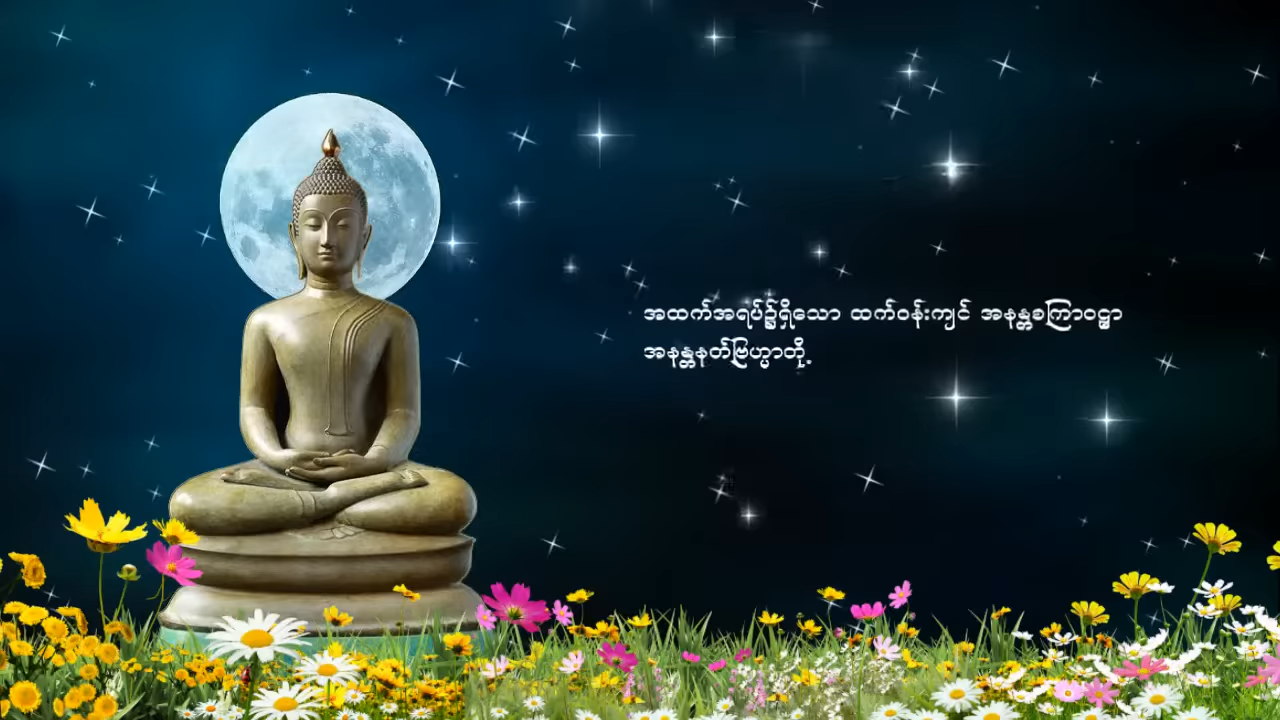 အထက်အရပ်၌ရှိသော ထက်ဝန်းကျင် အနန္တစကြာဝဠာ
အနန္တနတ်ဗြဟ္မာတို့